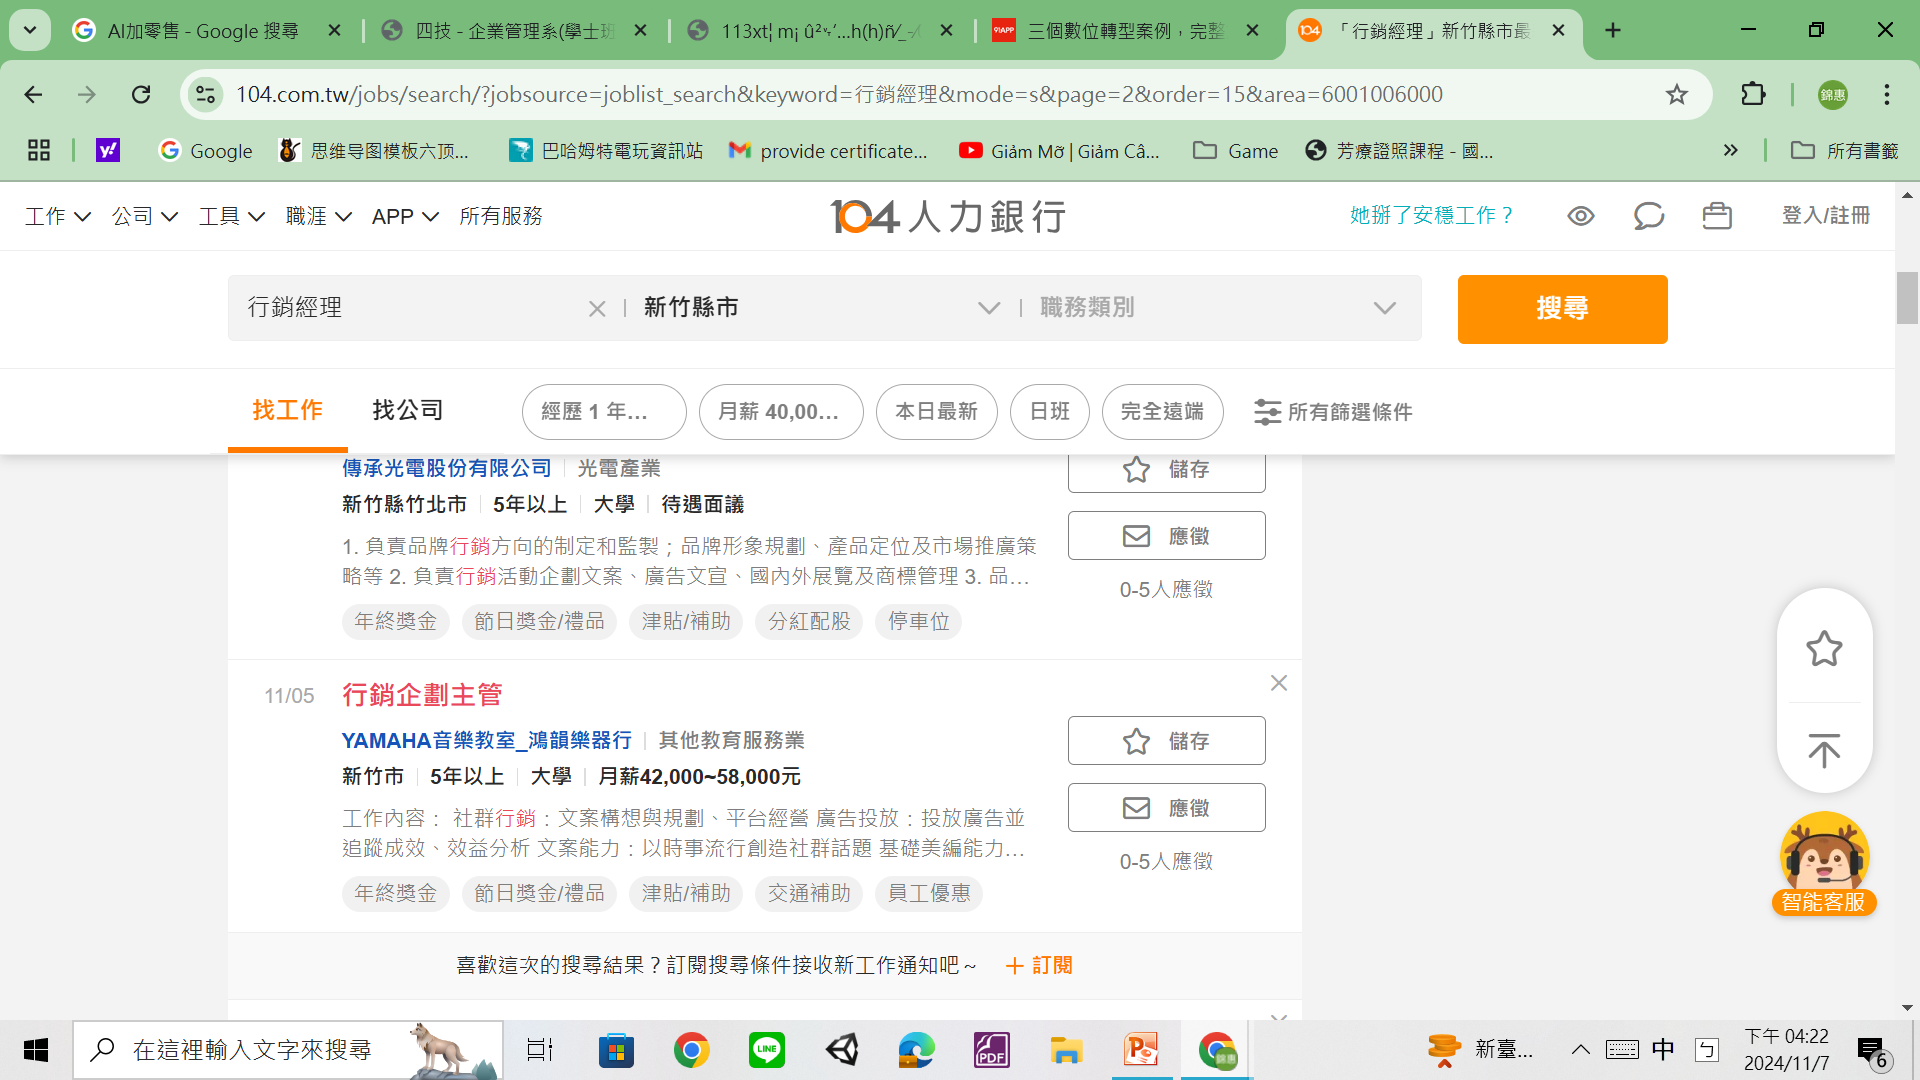 AI加零售 - Google 搜尋
四技 - 企業管理系(學士班
三個數位轉型案例，完整
「行銷經理」新竹縣市最
104.com.tw/jobs/search/?jobsource=joblist_search&keyword=行銷經理&mode=s&page=2&order=15&area=6001006000
錦惠
Google
思维导图模板六顶...
巴哈姆特電玩資訊站
provide certificate...
Giảm Mỡ | Giảm Câ...
Game
芳療證照課程 - 國...
所有書籤
工作
公司
工具
職涯
APP
所有服務
104 人力銀行
她掰了安穩工作？
登入/註冊
行銷經理
新竹縣市
職務類別
搜尋
找工作
找公司
經歷 1 年...
月薪 40,00...
本日最新
日班
完全遠端
所有篩選條件
傳承光電股份有限公司
光電產業
儲存
新竹縣竹北市 5年以上 大學 待遇面議
1. 負責品牌行銷方向的制定和監製；品牌形象規劃、產品定位及市場推廣策
略等 2. 負責行銷活動企劃文案、廣告文宣、國內外展覽及商標管理 3. 品...
應徵
0-5人應徵
年終獎金 節日獎金/禮品 津貼/補助 分紅配股 停車位
11/05
行銷企劃主管
YAMAHA音樂教室_鴻韻樂器行
其他教育服務業
儲存
新竹市 5年以上 大學 月薪42,000~58,000元
工作內容： 社群行銷：文案構想與規劃、平台經營 廣告投放：投放廣告並
追蹤成效、效益分析 文案能力：以時事流行創造社群話題 基礎美編能力...
應徵
0-5人應徵
年終獎金 節日獎金/禮品 津貼/補助 交通補助 員工優惠
智能客服
喜歡這次的搜尋結果？訂閱搜尋條件接收新工作通知吧～
訂閱
在這裡輸入文字來搜尋
LINE
PDF
新臺...
中
ㄅ
下午 04:22
2024/11/7
6